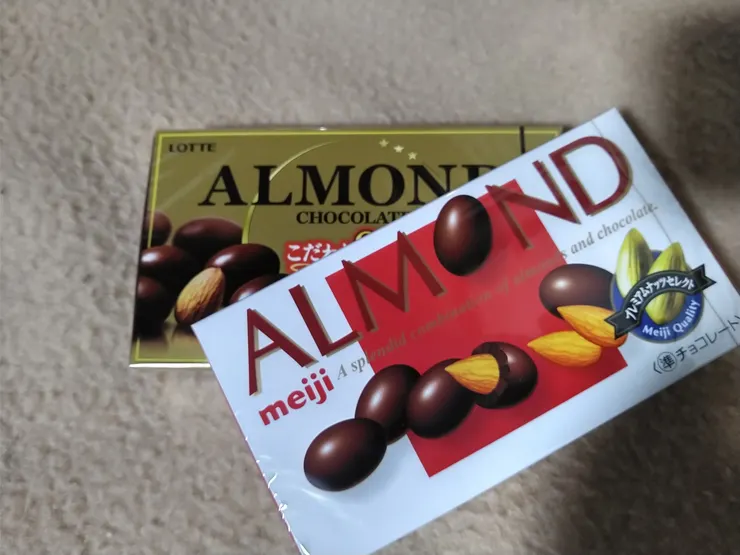 LOTTE
ALMOND
CHOCOLATE
こだわ
ALMOND
meiji
A splendid combination of almonds and chocolate.
プレミアムナッツセレクト
Meiji Quality
準チョコレート